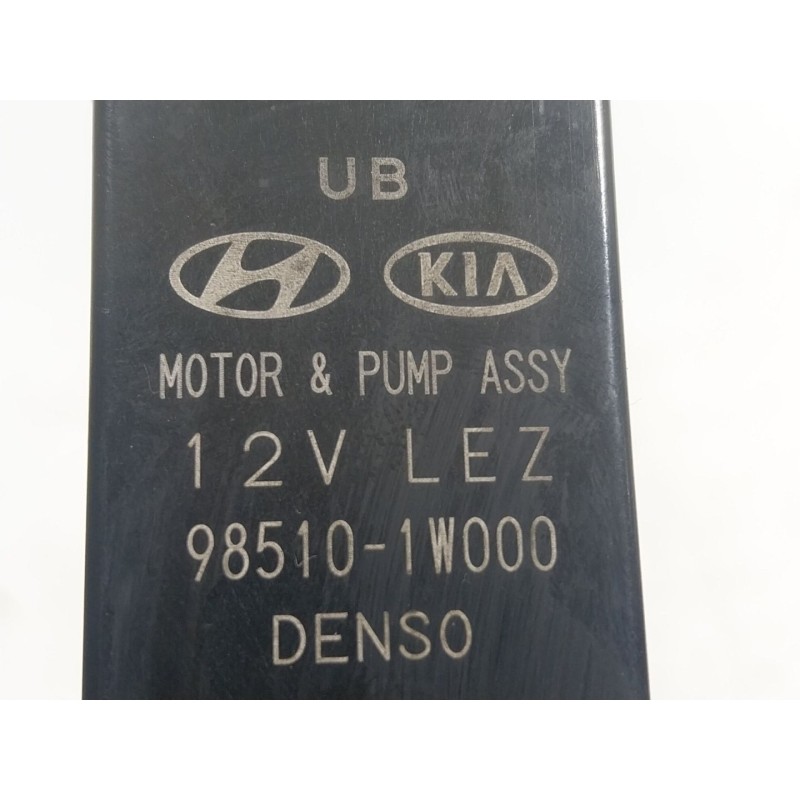 UB
KIA
MOTOR & PUMP ASSY
12V LEZ
98510-1W000
DENSO